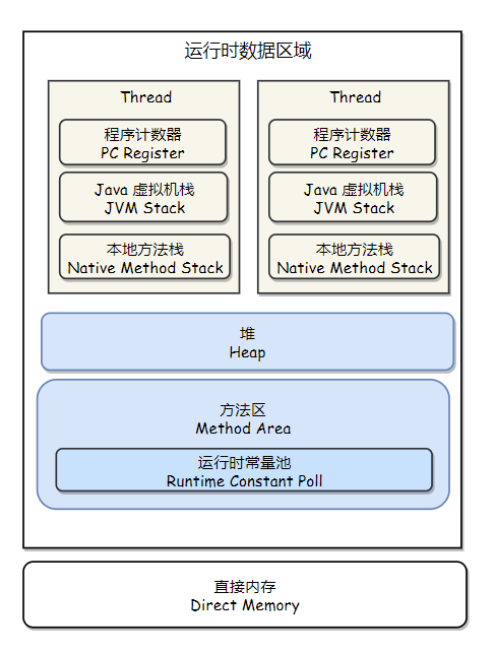 运行时数据区域
Thread
程序计数器
PC Register
Java 虚拟机栈
JVM Stack
本地方法栈
Native Method Stack
Thread
程序计数器
PC Register
Java 虚拟机栈
JVM Stack
本地方法栈
Native Method Stack
堆
Heap
方法区
Method Area
运行时常量池
Runtime Constant Poll
直接内存
Direct Memory